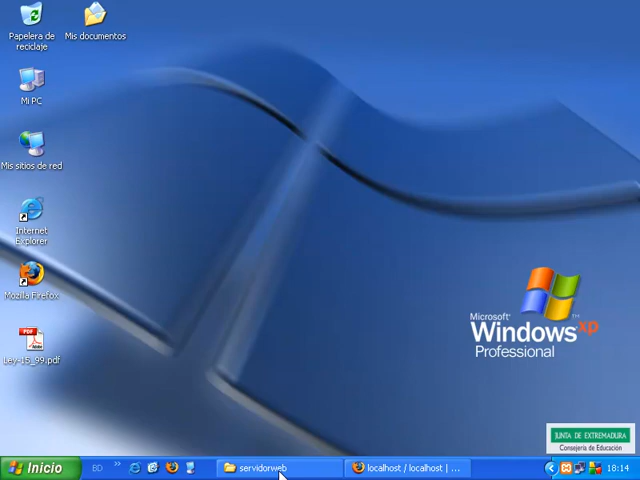 Papelera de
reciclaje
Mis documentos
Mi PC
Mis sitios de red
Internet
Explorer
Mozilla Firefox
PDF
Ley-15_99.pdf
Microsoft®
Windows xp
Professional
JUNTA DE EXTREMADURA
Consejería de Educación
Inicio
BD
»
servidorweb
localhost / localhost | ...
18:14